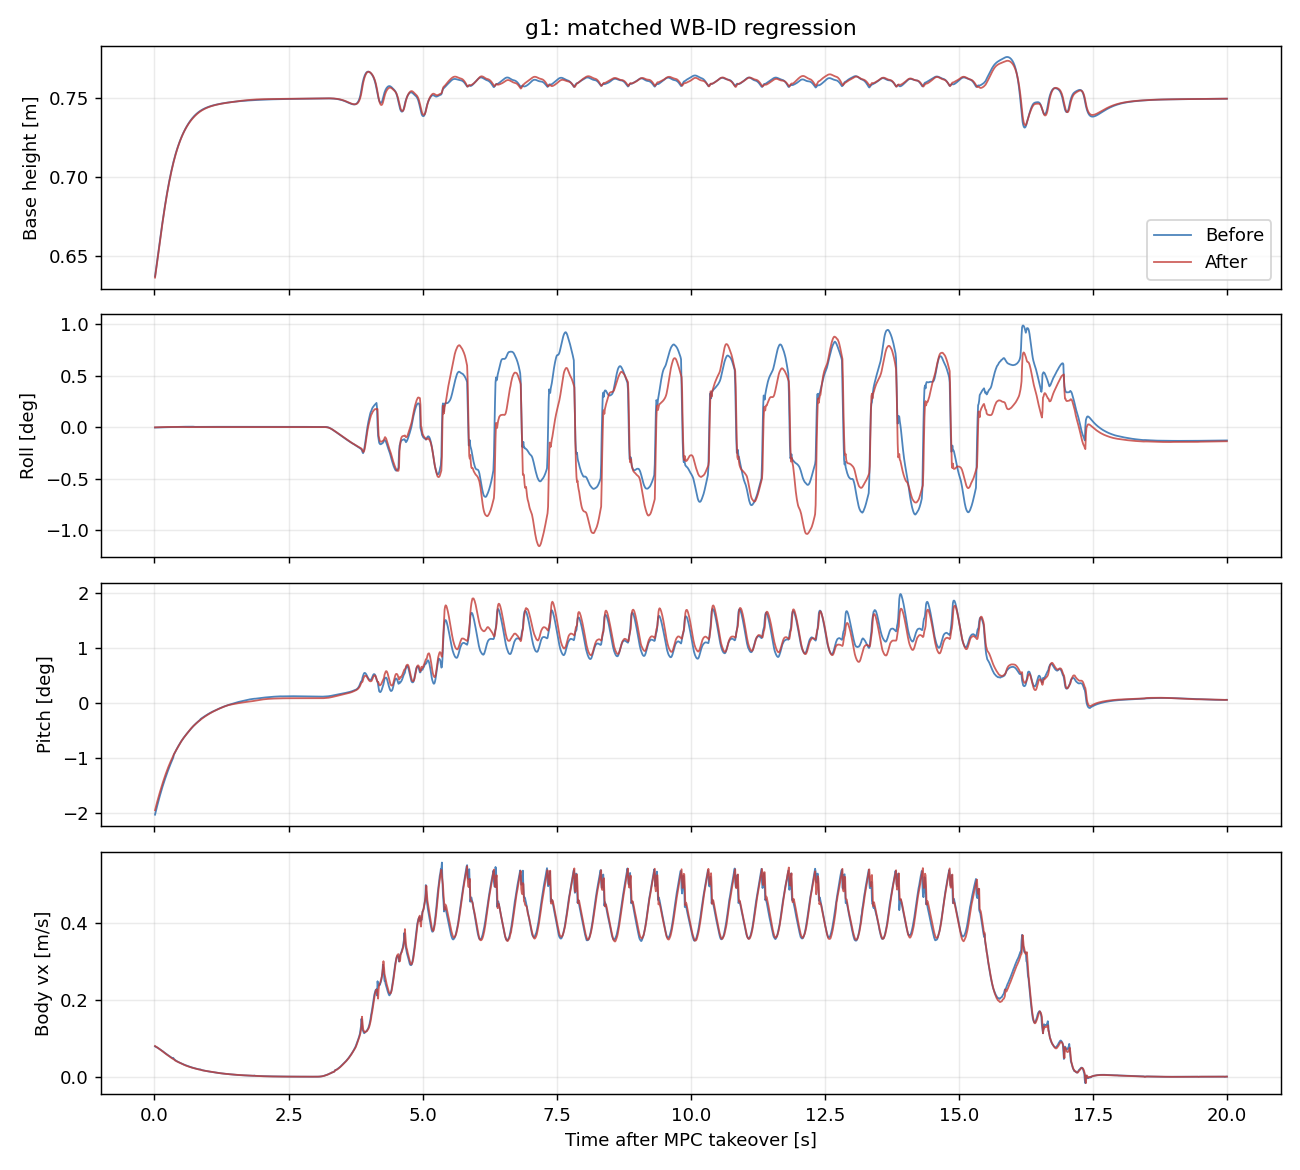 g1: matched WB-ID regression
Base height [m]
0.75
0.70
0.65
Before
After
Roll [deg]
1.0
0.5
0.0
−0.5
−1.0
Pitch [deg]
2
1
0
−1
−2
Body vx [m/s]
0.4
0.2
0.0
0.0 2.5 5.0 7.5 10.0 12.5 15.0 17.5 20.0
Time after MPC takeover [s]